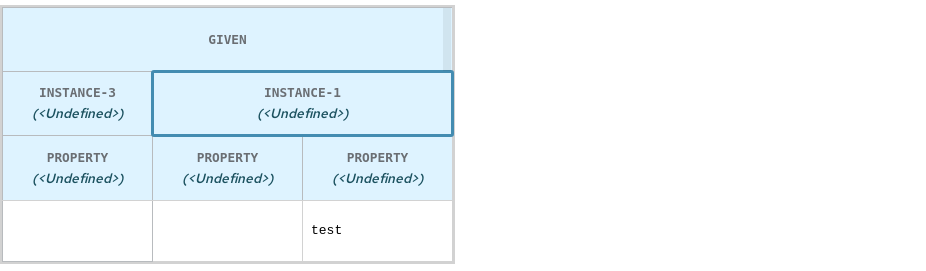 GIVEN
INSTANCE-3 INSTANCE-1
(<Undefined>) (<Undefined>)
PROPERTY PROPERTY PROPERTY
(<Undefined>) (<Undefined>) (<Undefined>)
test